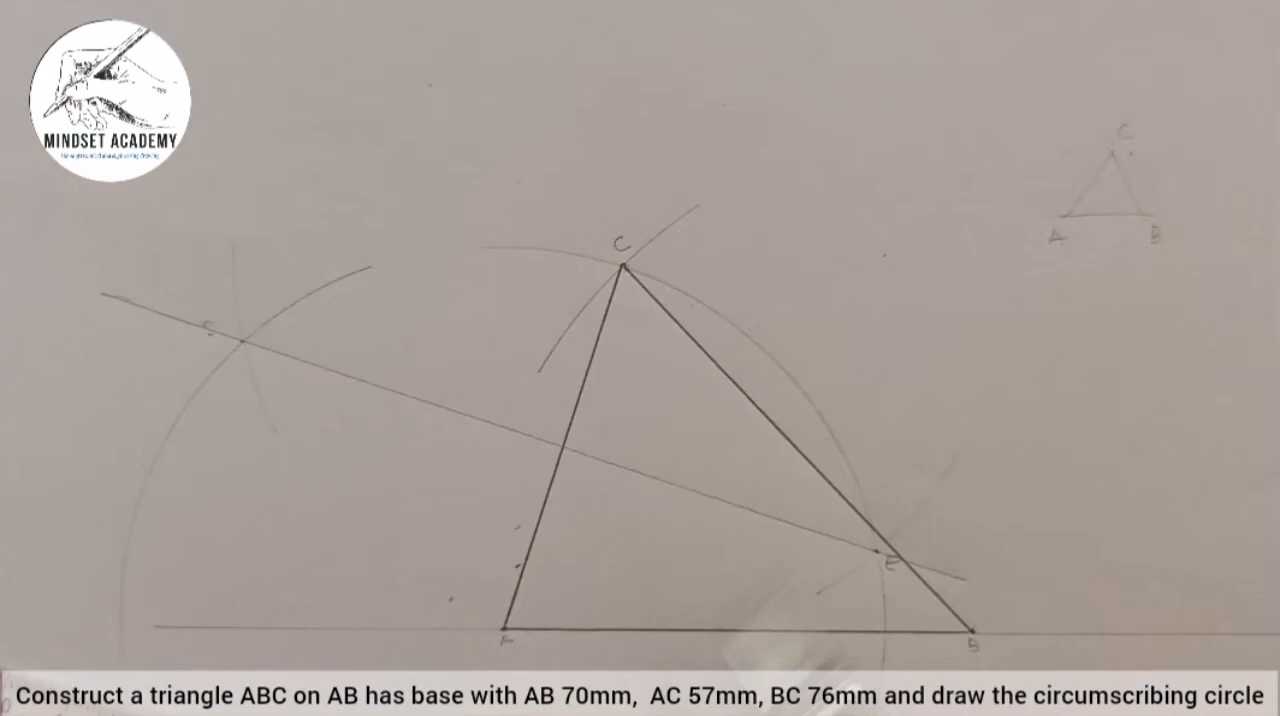 MINDSET ACADEMY
C
A B
C
S
E
A B
Construct a triangle ABC on AB has base with AB 70mm, AC 57mm, BC 76mm and draw the circumscribing circle